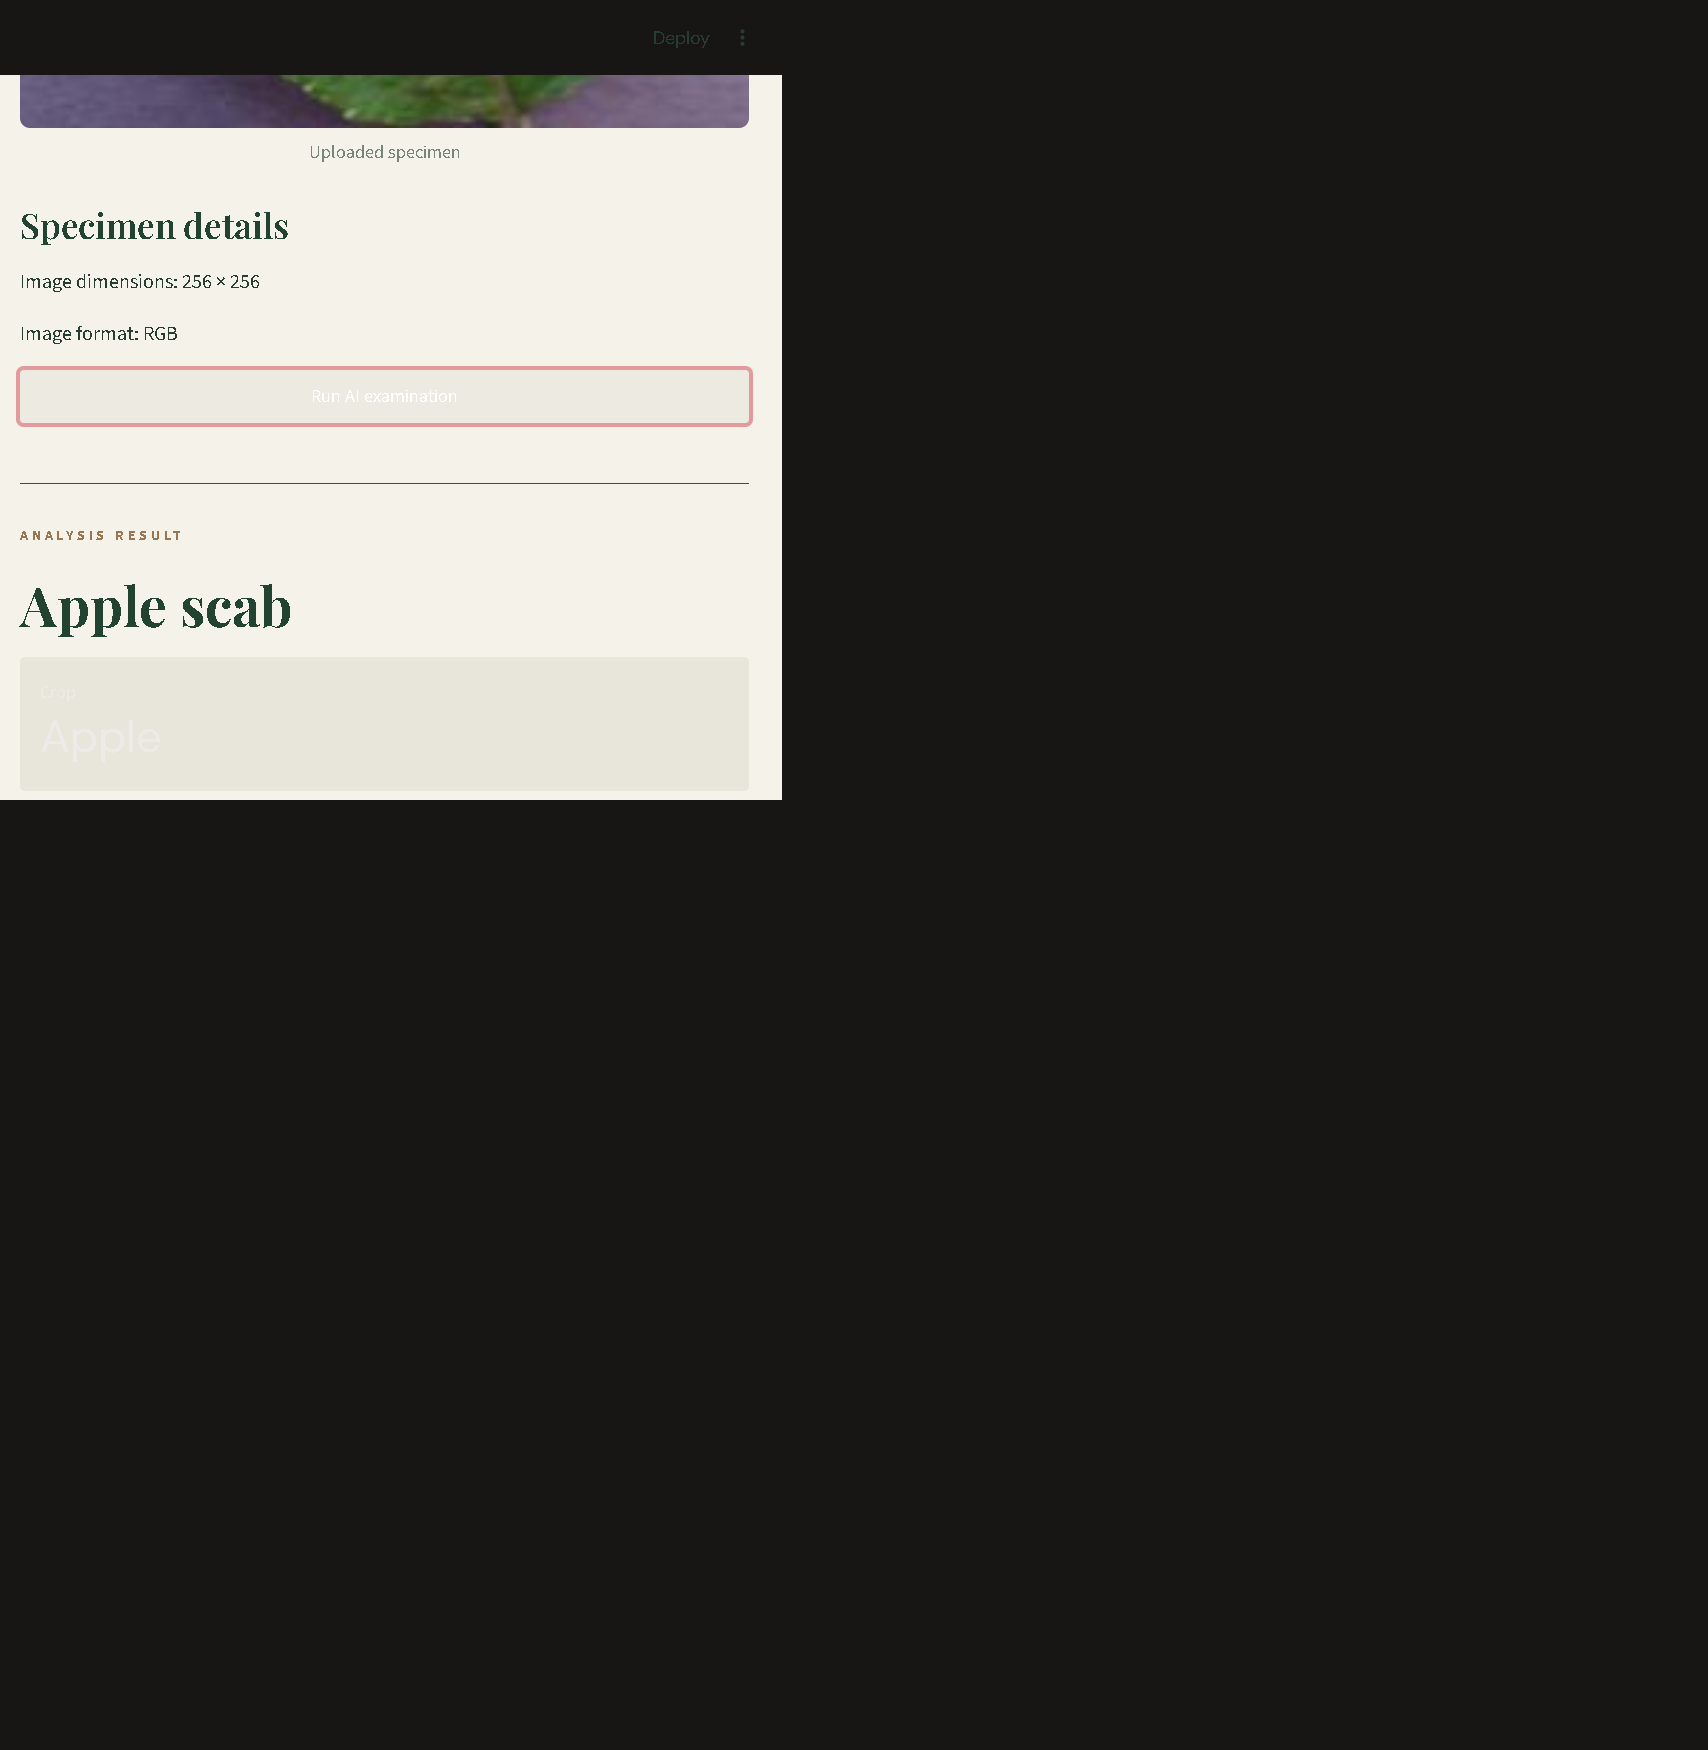 Deploy
Uploaded specimen
Specimen details
Image dimensions: 256 × 256
Image format: RGB
Run AI examination
ANALYSIS RESULT
Apple scab
Crop
Apple